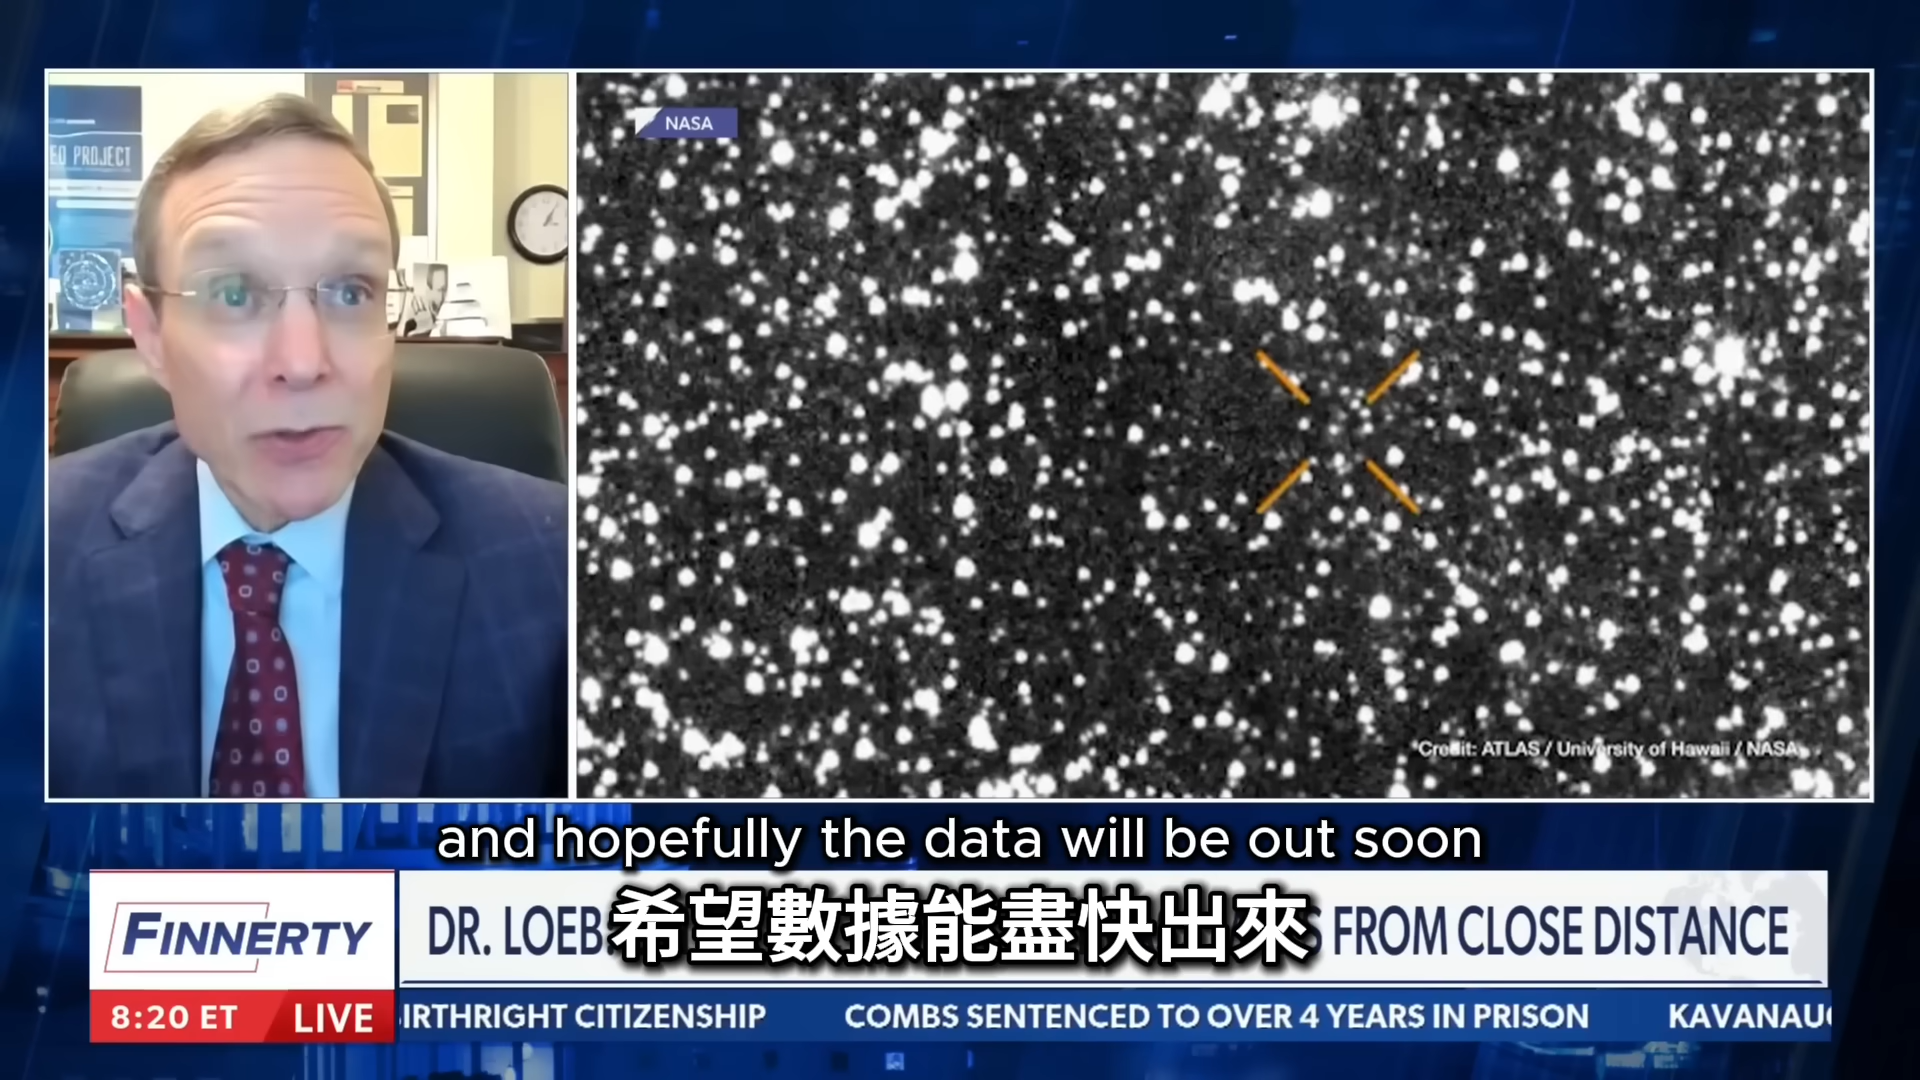 EO PROJECT
NASA
*Credit: ATLAS / University of Hawaii / NASA
and hopefully the data will be out soon
希望數據能盡快出來
FINNERTY
DR. LOEB
FROM CLOSE DISTANCE
8:20 ET LIVE
IRTHRIGHT CITIZENSHIP COMBS SENTENCED TO OVER 4 YEARS IN PRISON KAVANAU